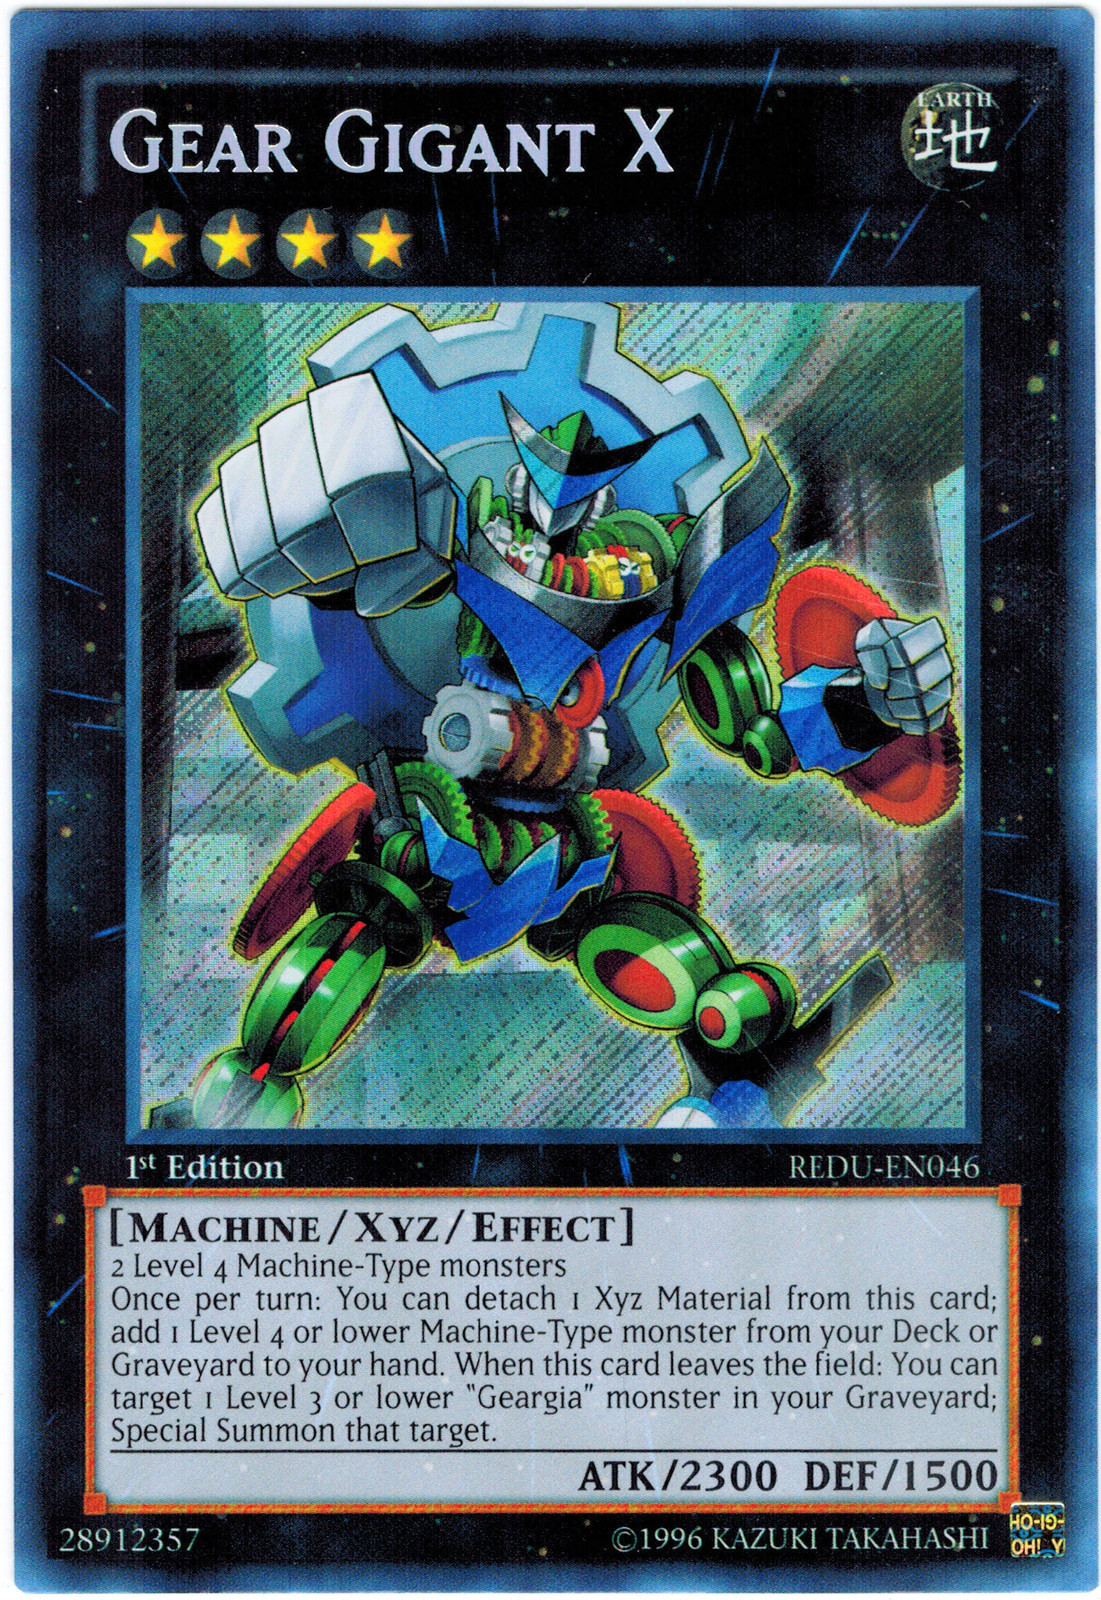 GEAR GIGANT X
EARTH
地
1st Edition
REDU-EN046
[MACHINE/XYZ/EFFECT]
2 Level 4 Machine-Type monsters
Once per turn: You can detach 1 Xyz Material from this card;
add 1 Level 4 or lower Machine-Type monster from your Deck or
Graveyard to your hand. When this card leaves the field: You can
target 1 Level 3 or lower "Geargia" monster in your Graveyard;
Special Summon that target.
ATK/2300 DEF/1500
28912357
©1996 KAZUKI TAKAHASHI